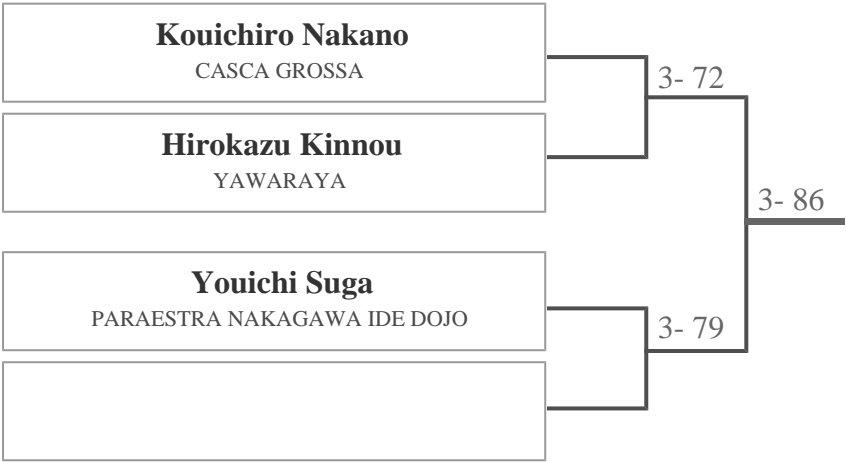 Kouichiro Nakano
CASCA GROSSA
3- 72
Hirokazu Kinnou
YAWARAYA
3- 86
Youichi Suga
PARAESTRA NAKAGAWA IDE DOJO
3- 79